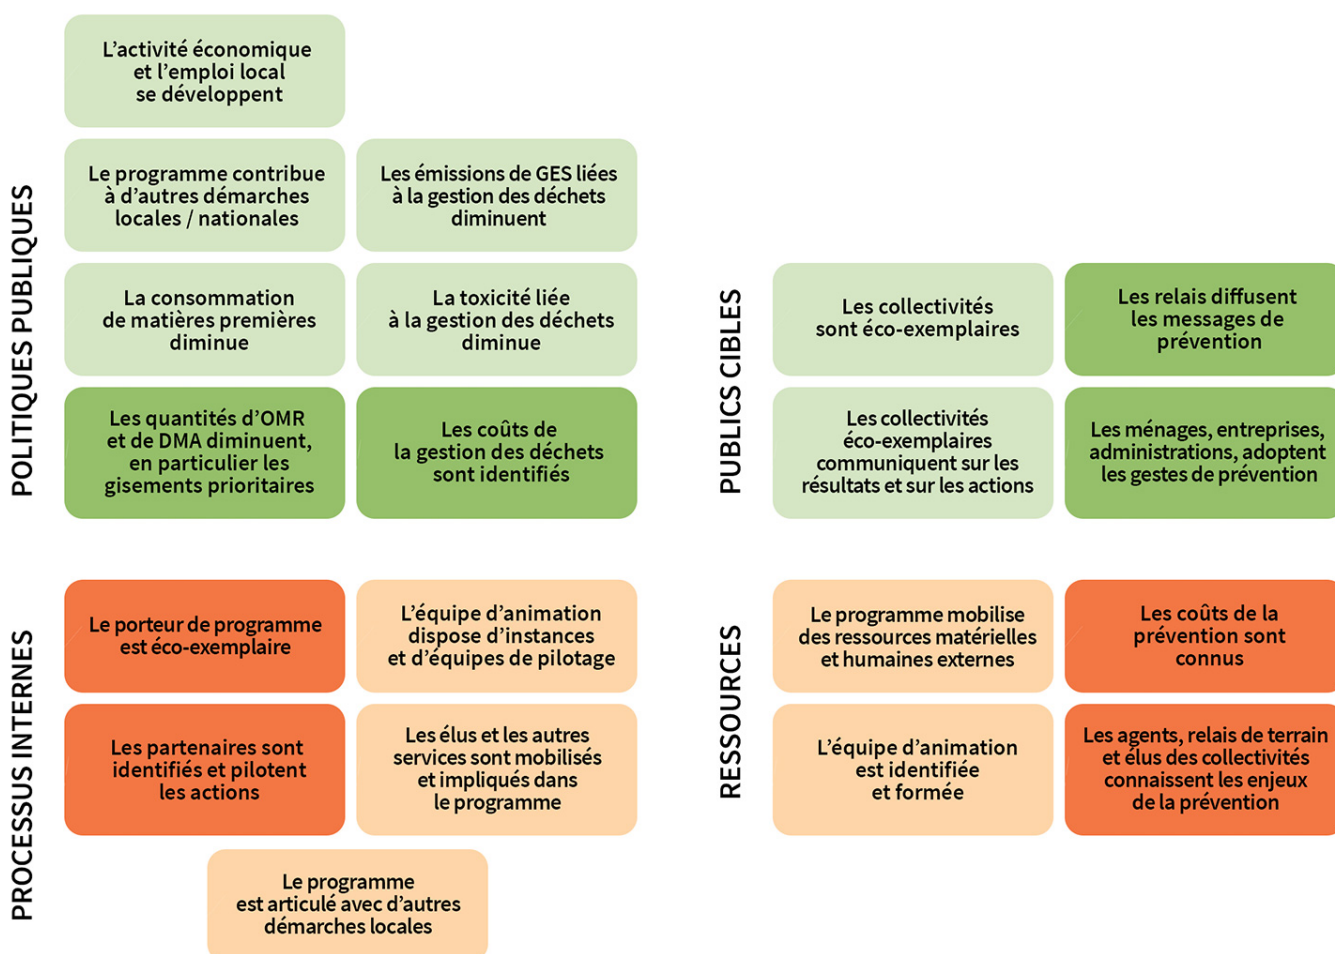 POLITIQUES PUBLIQUES
L'activité économique
et l'emploi local
se développent
Le programme contribue
à d'autres démarches
locales / nationales
Les émissions de GES liées
à la gestion des déchets
diminuent
La consommation
de matières premières
diminue
La toxicité liée
à la gestion des déchets
diminue
Les quantités d'OMR
et de DMA diminuent,
en particulier les
gisements prioritaires
Les coûts de
la gestion des déchets
sont identifiés
PUBLICS CIBLES
Les collectivités
sont éco-exemplaires
Les relais diffusent
les messages de
prévention
Les collectivités
éco-exemplaires
communiquent sur les
résultats et sur les actions
Les ménages, entreprises,
administrations, adoptent
les gestes de prévention
PROCESSUS INTERNES
Le porteur de programme
est éco-exemplaire
L'équipe d'animation
dispose d'instances
et d'équipes de pilotage
Les partenaires sont
identifiés et pilotent
les actions
Les élus et les autres
services sont mobilisés
et impliqués dans
le programme
Le programme
est articulé avec d'autres
démarches locales
RESSOURCES
Le programme mobilise
des ressources matérielles
et humaines externes
Les coûts de la
prévention sont
connus
L'équipe d'animation
est identifiée
et formée
Les agents, relais de terrain
et élus des collectivités
connaissent les enjeux
de la prévention